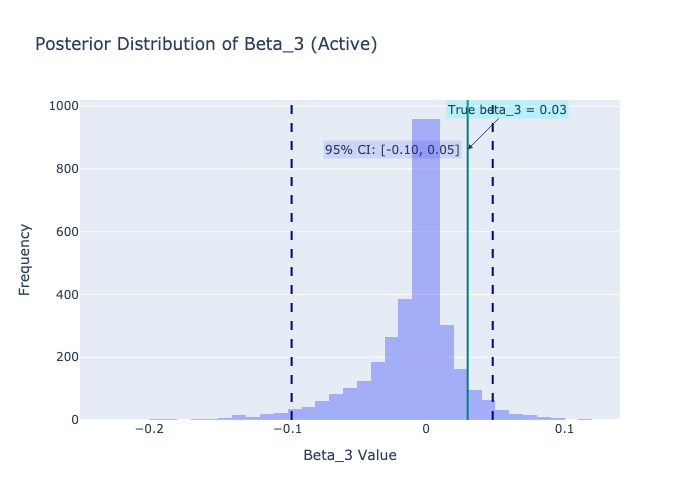 Posterior Distribution of Beta_3 (Active)
True beta_3 = 0.03
95% CI: [-0.10, 0.05]
Frequency
1000
800
600
400
200
0
−0.2
−0.1
0
0.1
Beta_3 Value